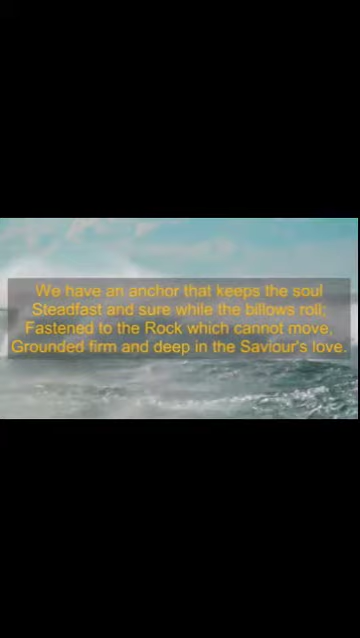 We have an anchor that keeps the soul
Steadfast and sure while the billows roll;
Fastened to the Rock which cannot move,
Grounded firm and deep in the Saviour's love.